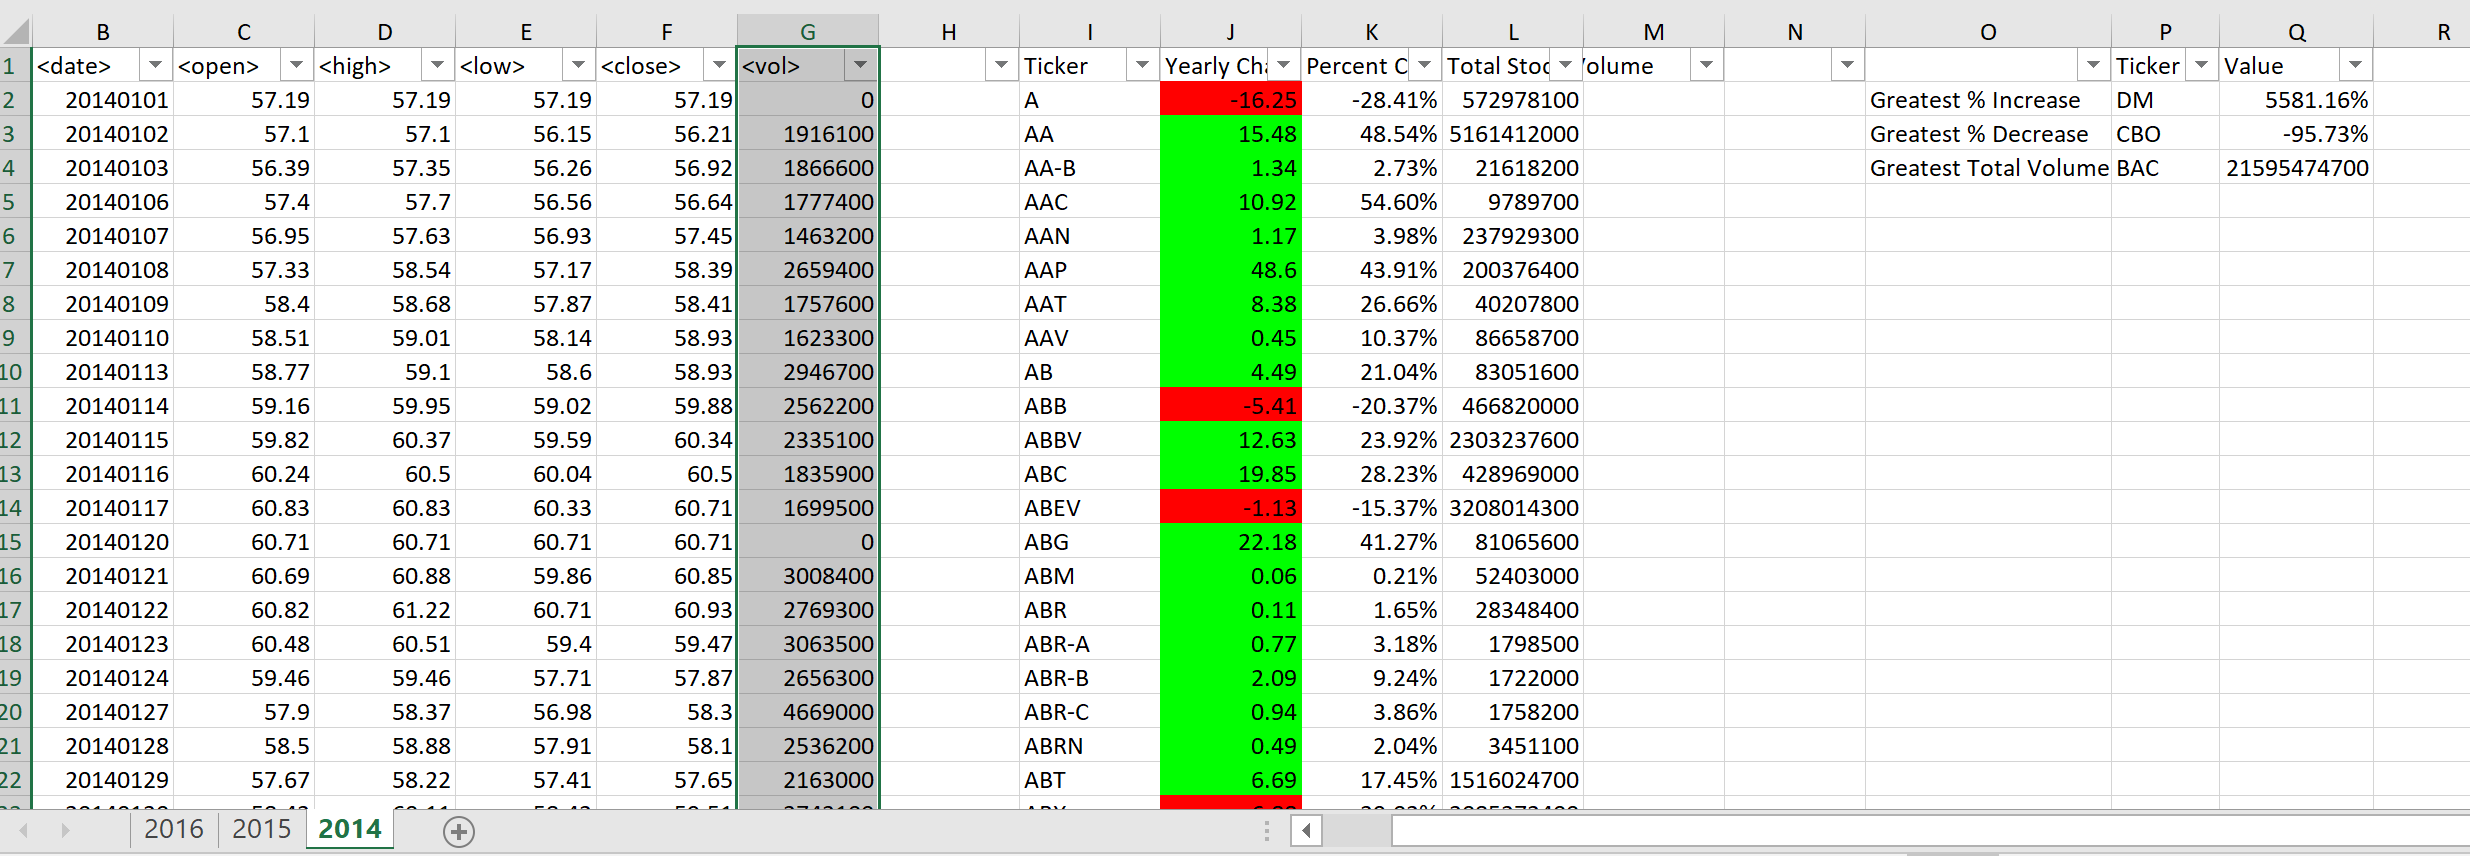 B C D E F G H I J K L M N O P Q R
1 <date> <open> <high> <low> <close> <vol> Ticker Yearly Cha Percent C Total Stoc Volume Ticker Value
2 20140101 57.19 57.19 57.19 57.19 0 A -16.25 -28.41% 572978100 Greatest % Increase DM 5581.16%
3 20140102 57.1 57.1 56.15 56.21 1916100 AA 15.48 48.54% 5161412000 Greatest % Decrease CBO -95.73%
4 20140103 56.39 57.35 56.26 56.92 1866600 AA-B 1.34 2.73% 21618200 Greatest Total Volume BAC 21595474700
5 20140106 57.4 57.7 56.56 56.64 1777400 AAC 10.92 54.60% 9789700
6 20140107 56.95 57.63 56.93 57.45 1463200 AAN 1.17 3.98% 237929300
7 20140108 57.33 58.54 57.17 58.39 2659400 AAP 48.6 43.91% 200376400
8 20140109 58.4 58.68 57.87 58.41 1757600 AAT 8.38 26.66% 40207800
9 20140110 58.51 59.01 58.14 58.93 1623300 AAV 0.45 10.37% 86658700
10 20140113 58.77 59.1 58.6 58.93 2946700 AB 4.49 21.04% 83051600
11 20140114 59.16 59.95 59.02 59.88 2562200 ABB -5.41 -20.37% 466820000
12 20140115 59.82 60.37 59.59 60.34 2335100 ABBV 12.63 23.92% 2303237600
13 20140116 60.24 60.5 60.04 60.5 1835900 ABC 19.85 28.23% 428969000
14 20140117 60.83 60.83 60.33 60.71 1699500 ABEV -1.13 -15.37% 3208014300
15 20140120 60.71 60.71 60.71 60.71 0 ABG 22.18 41.27% 81065600
16 20140121 60.69 60.88 59.86 60.85 3008400 ABM 0.06 0.21% 52403000
17 20140122 60.82 61.22 60.71 60.93 2769300 ABR 0.11 1.65% 28348400
18 20140123 60.48 60.51 59.4 59.47 3063500 ABR-A 0.77 3.18% 1798500
19 20140124 59.46 59.46 57.71 57.87 2656300 ABR-B 2.09 9.24% 1722000
20 20140127 57.9 58.37 56.98 58.3 4669000 ABR-C 0.94 3.86% 1758200
21 20140128 58.5 58.88 57.91 58.1 2536200 ABRN 0.49 2.04% 3451100
22 20140129 57.67 58.22 57.41 57.65 2163000 ABT 6.69 17.45% 1516024700
2016 2015 2014